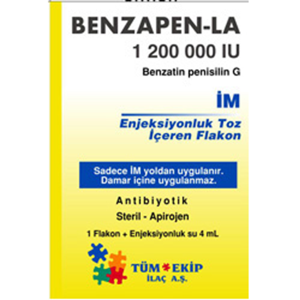 BENZAPEN-LA
1 200 000 IU
Benzatin penisilin G
İM
Enjeksiyonluk Toz
İçeren Flakon
Sadece İM yoldan uygulanır.
Damar içine uygulanmaz.
Antibiyotik
Steril - Apirojen
1 Flakon + Enjeksiyonluk su 4 mL
TÜM EKİP
İLAÇ A.Ş.